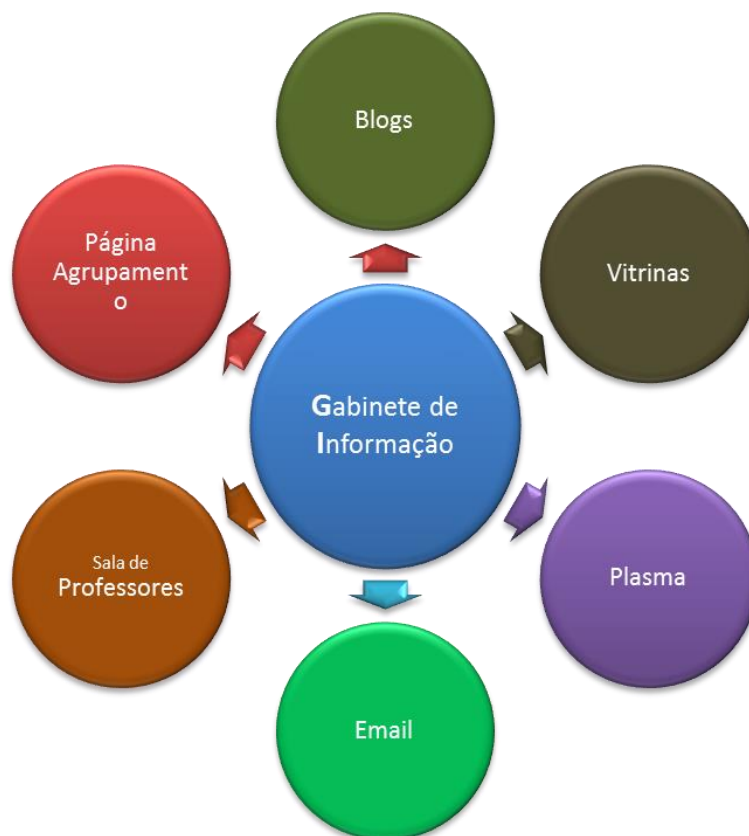 Blogs
Página
Agrupament
o
Vitrinas
Gabinete de
Informação
Sala de
Professores
Plasma
Email